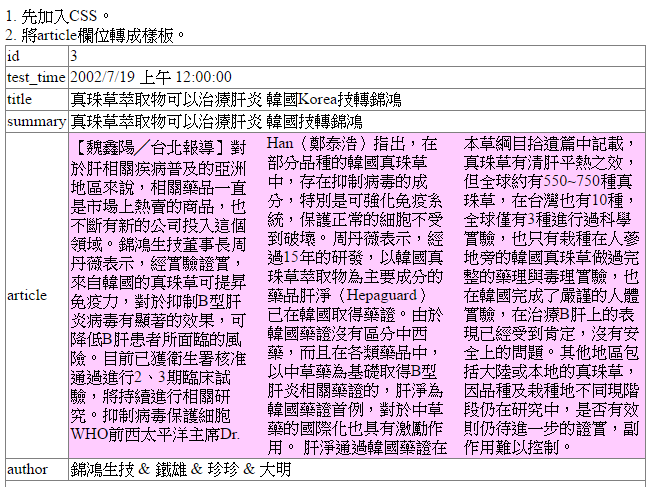 1. 先加入CSS。
2. 將article欄位轉成樣板。
id 3
test_time 2002/7/19 上午 12:00:00
title 真珠草萃取物可以治療肝炎 韓國Korea技轉錦鴻
summary 真珠草萃取物可以治療肝炎 韓國技轉錦鴻
article
［魏鑫陽╱台北報導］對
於肝相關疾病普及的亞洲
地區來說，相關藥品一直
是市場上熱賣的商品，也
不斷有新的公司投入這個
領域。錦鴻生技董事長周
丹薇表示，經實驗證實，
來自韓國的真珠草可提昇
免疫力，對於抑制B型肝
炎病毒有顯著的效果，可
降低B肝患者所面臨的風
險。目前已獲衛生署核准
通過進行2、3期臨床試
驗，將持續進行相關研
究。抑制病毒保護細胞
WHO前西太平洋主席Dr.
Han（鄭泰浩）指出，在
部分品種的韓國真珠草
中，存在抑制病毒的成
分，特別是可強化免疫系
統，保護正常的細胞不受
到破壞。周丹薇表示，經
過15年的研發，以韓國真
珠草萃取物為主要成分的
藥品肝淨（Hepaguard）
已在韓國取得藥證。由於
韓國藥證沒有區分中西
藥，而且在各類藥品中，
以中草藥為基礎取得B型
肝炎相關藥證的，肝淨為
韓國藥證首例，對於中草
藥的國際化也具有激勵作
用。 肝淨通過韓國藥證在
本草綱目拾遺篇中記載，
真珠草有清肝平熱之效，
但全球約有550~750種真
珠草，在台灣也有10種，
全球僅有3種進行過科學
實驗，也只有栽種在人蔘
地旁的韓國真珠草做過完
整的藥理與毒理實驗，也
在韓國完成了嚴謹的人體
實驗，在治療B肝上的表
現已經受到肯定，沒有安
全上的問題。其他地區包
括大陸或本地的真珠草，
因品種及栽種地不同現階
段仍在研究中，是否有效
則仍待進一步的證實，副
作用難以控制。
author 錦鴻生技 & 鐵雄 & 珍珍 & 大明